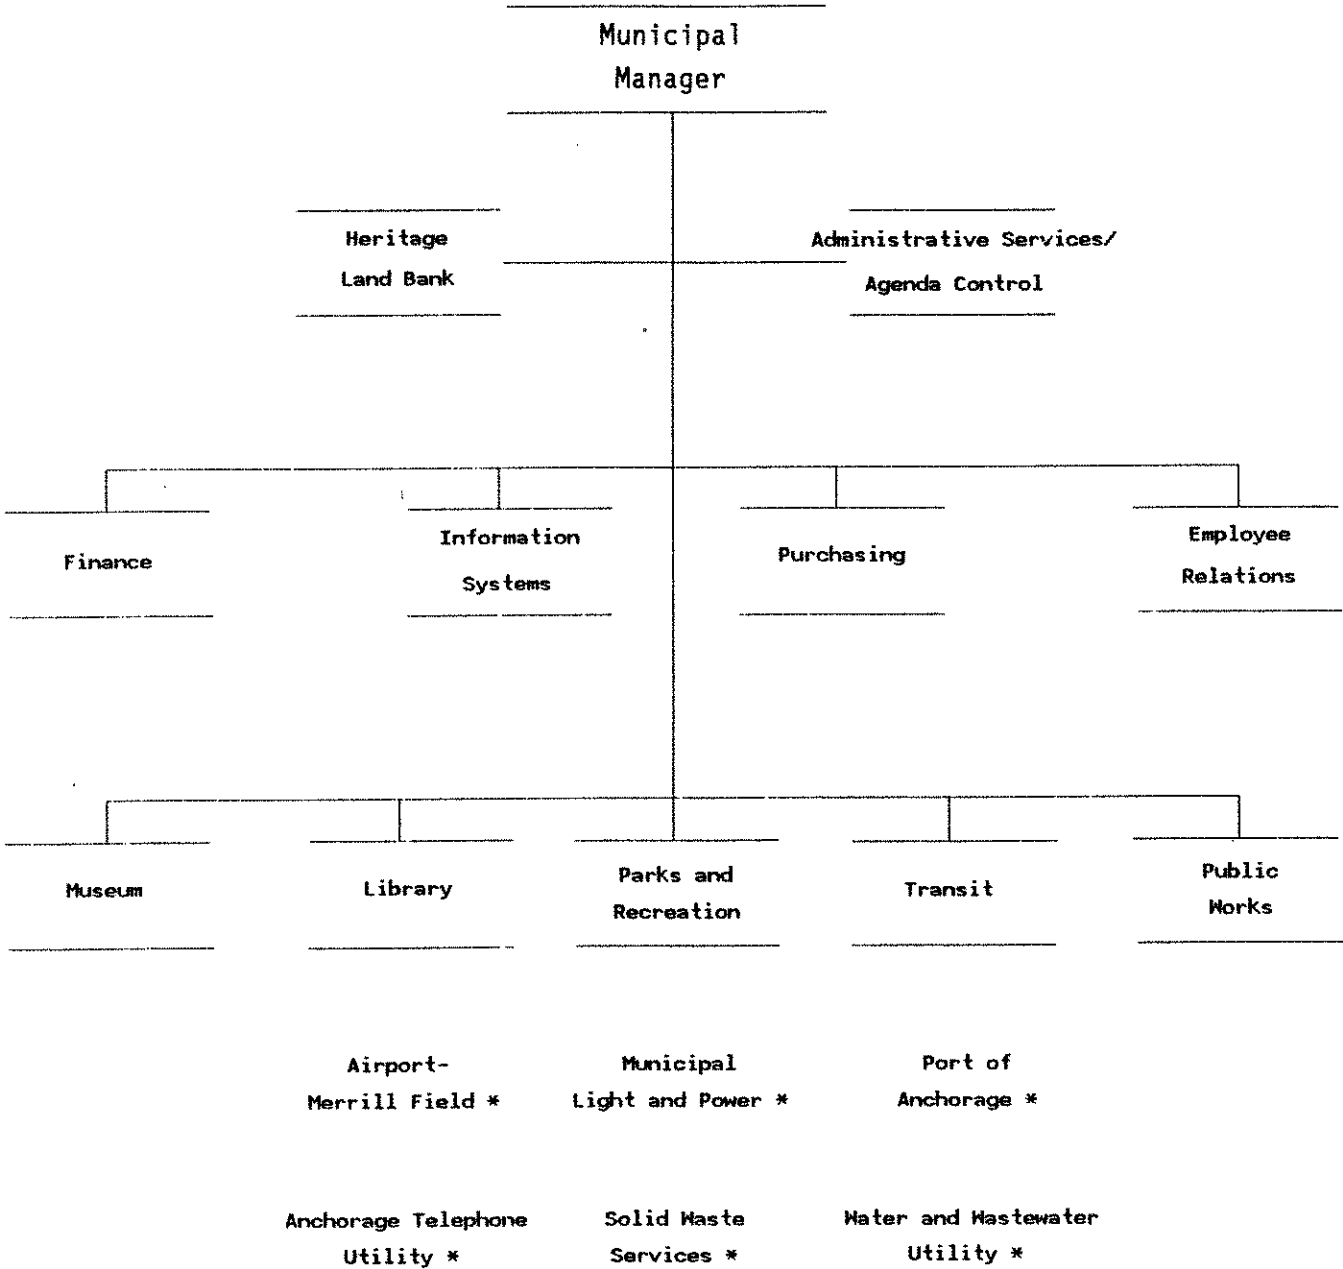 Municipal
Manager
Heritage
Land Bank
Administrative Services/
Agenda Control
Finance
Information
Systems
Purchasing
Employee
Relations
Museum
Library
Parks and
Recreation
Transit
Public
Works
Airport-
Merrill Field *
Municipal
Light and Power *
Port of
Anchorage *
Anchorage Telephone
Utility *
Solid Waste
Services *
Water and Wastewater
Utility *